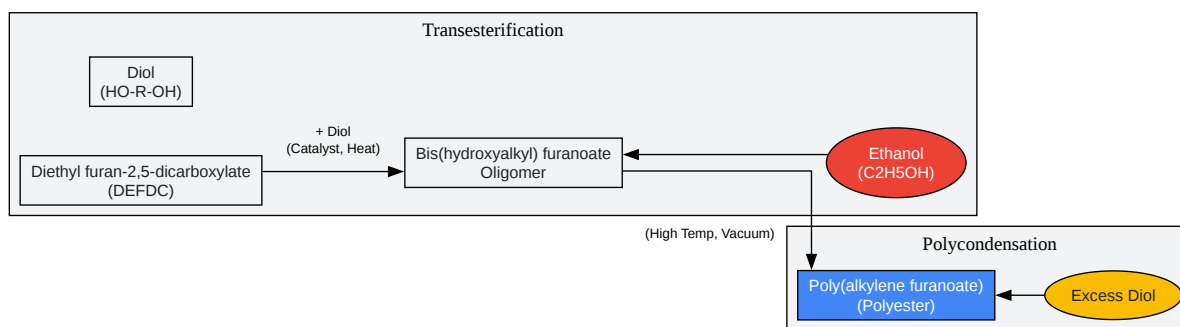 Transesterification
Diol
(HO-R-OH)
+ Diol
(Catalyst, Heat)
Diethyl furan-2,5-dicarboxylate
(DEFDC)
Bis(hydroxyalkyl) furanoate
Oligomer
Ethanol
(C2H5OH)
(High Temp, Vacuum)
Polycondensation
Poly(alkylene furanoate)
(Polyester)
Excess Diol